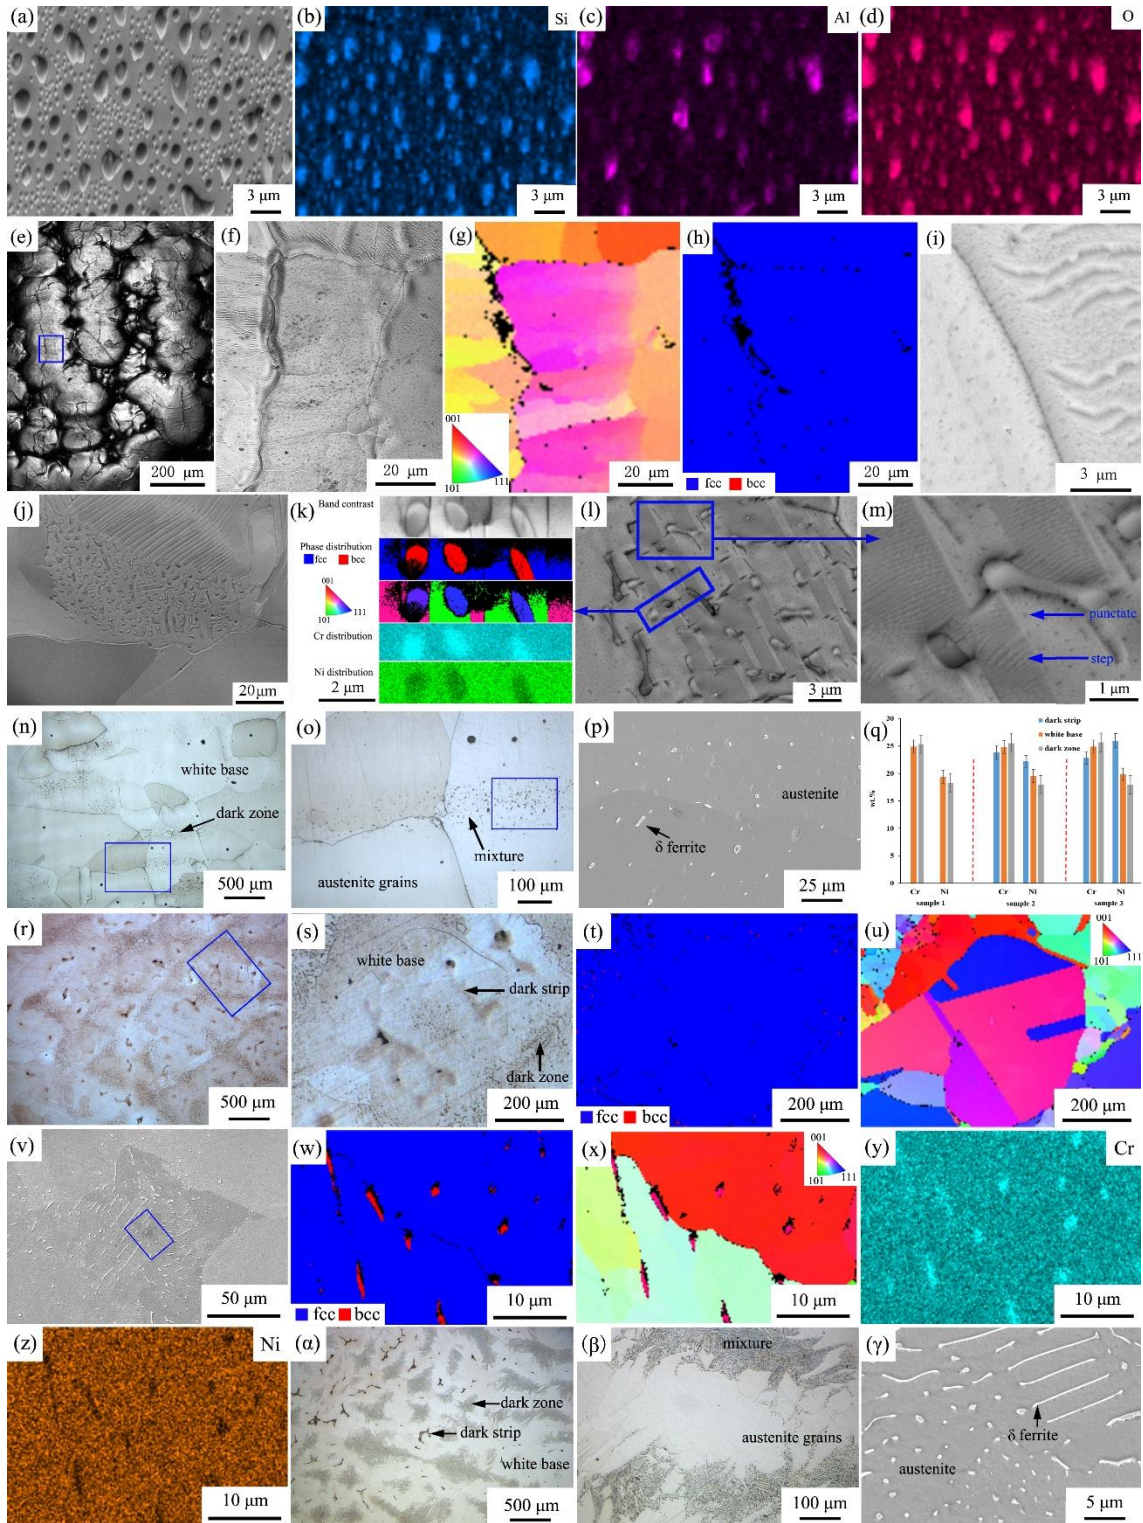 (a)
3 μm
(b)
Si
3 μm
(c)
Al
3 μm
(d)
O
3 μm
(e)
200 μm
(f)
20 μm
(g)
001
101
111
20 μm
(h)
fcc bcc
20 μm
(i)
3 μm
(j)
20μm
(k)
Band contrast
Phase distribution
fcc bcc
001
101
111
Cr distribution
Ni distribution
2 μm
(l)
3 μm
(m)
punctate
step
1 μm
(n)
white base
dark zone
500 μm
(o)
mixture
austenite grains
100 μm
(p)
austenite
δ ferrite
25 μm
(q)
dark strip
white base
dark zone
wt.%
30
25
20
15
10
5
0
Cr Ni Cr Ni Cr Ni
sample 1 sample 2 sample 3
(r)
500 μm
(s)
white base
dark strip
dark zone
200 μm
(t)
fcc bcc
200 μm
(u)
001
101
111
200 μm
(v)
50 μm
(w)
fcc bcc
10 μm
(x)
001
101
111
10 μm
(y)
Cr
10 μm
(z)
Ni
10 μm
(α)
dark zone
dark strip
white base
500 μm
(β)
mixture
austenite grains
100 μm
(γ)
δ ferrite
austenite
5 μm